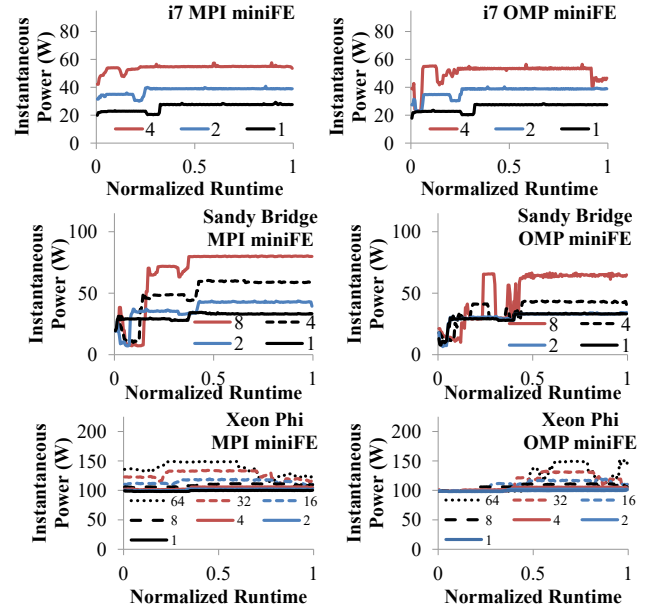 i7 MPI miniFE
Instantaneous
Power (W)
80
60
40
20
0
4 2 1
0 0.5 1
Normalized Runtime
i7 OMP miniFE
Instantaneous
Power (W)
80
60
40
20
0
4 2 1
0 0.5 1
Normalized Runtime
Sandy Bridge
MPI miniFE
Instantaneous
Power (W)
100
50
0
8 4
2 1
0 0.5 1
Normalized Runtime
Sandy Bridge
OMP miniFE
Instantaneous
Power (W)
100
50
0
8 4
2 1
0 0.5 1
Normalized Runtime
Xeon Phi
MPI miniFE
Instantaneous
Power (W)
200
150
100
50
0
64 32 16
8 4 2
1
0 0.5 1
Normalized Runtime
Xeon Phi
OMP miniFE
Instantaneous
Power (W)
200
150
100
50
0
64 32 16
8 4 2
1
0 0.5 1
Normalized Runtime